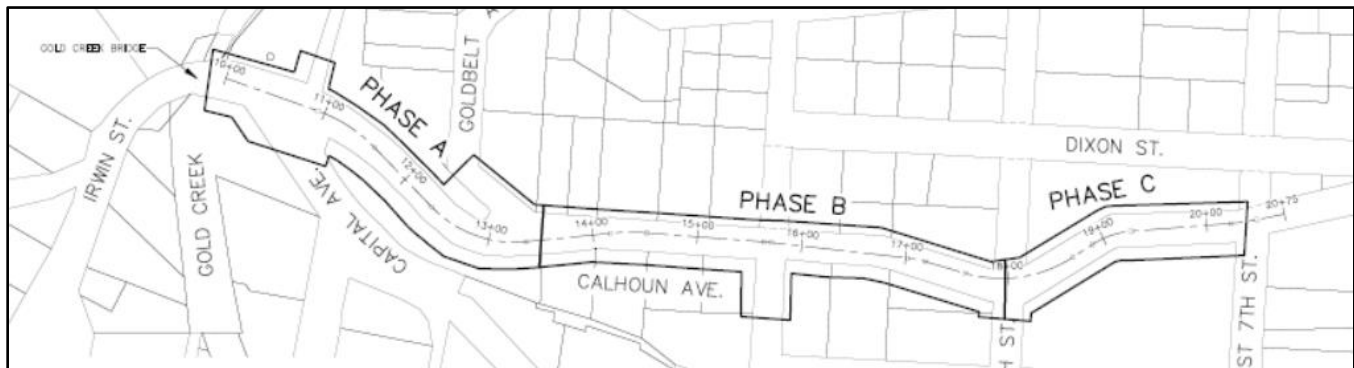 GOLD CREEK BRIDGE
IRWIN ST.
GOLD CREEK
CAPITAL AVE.
10+00
11+00
PHASE A
GOLDBELT A
12+00
13+00
14+00
15+00
PHASE B
16+00
17+00
CALHOUN AVE.
18+00
H ST.
DIXON ST.
PHASE C
19+00
20+00
20+75
ST 7TH ST.